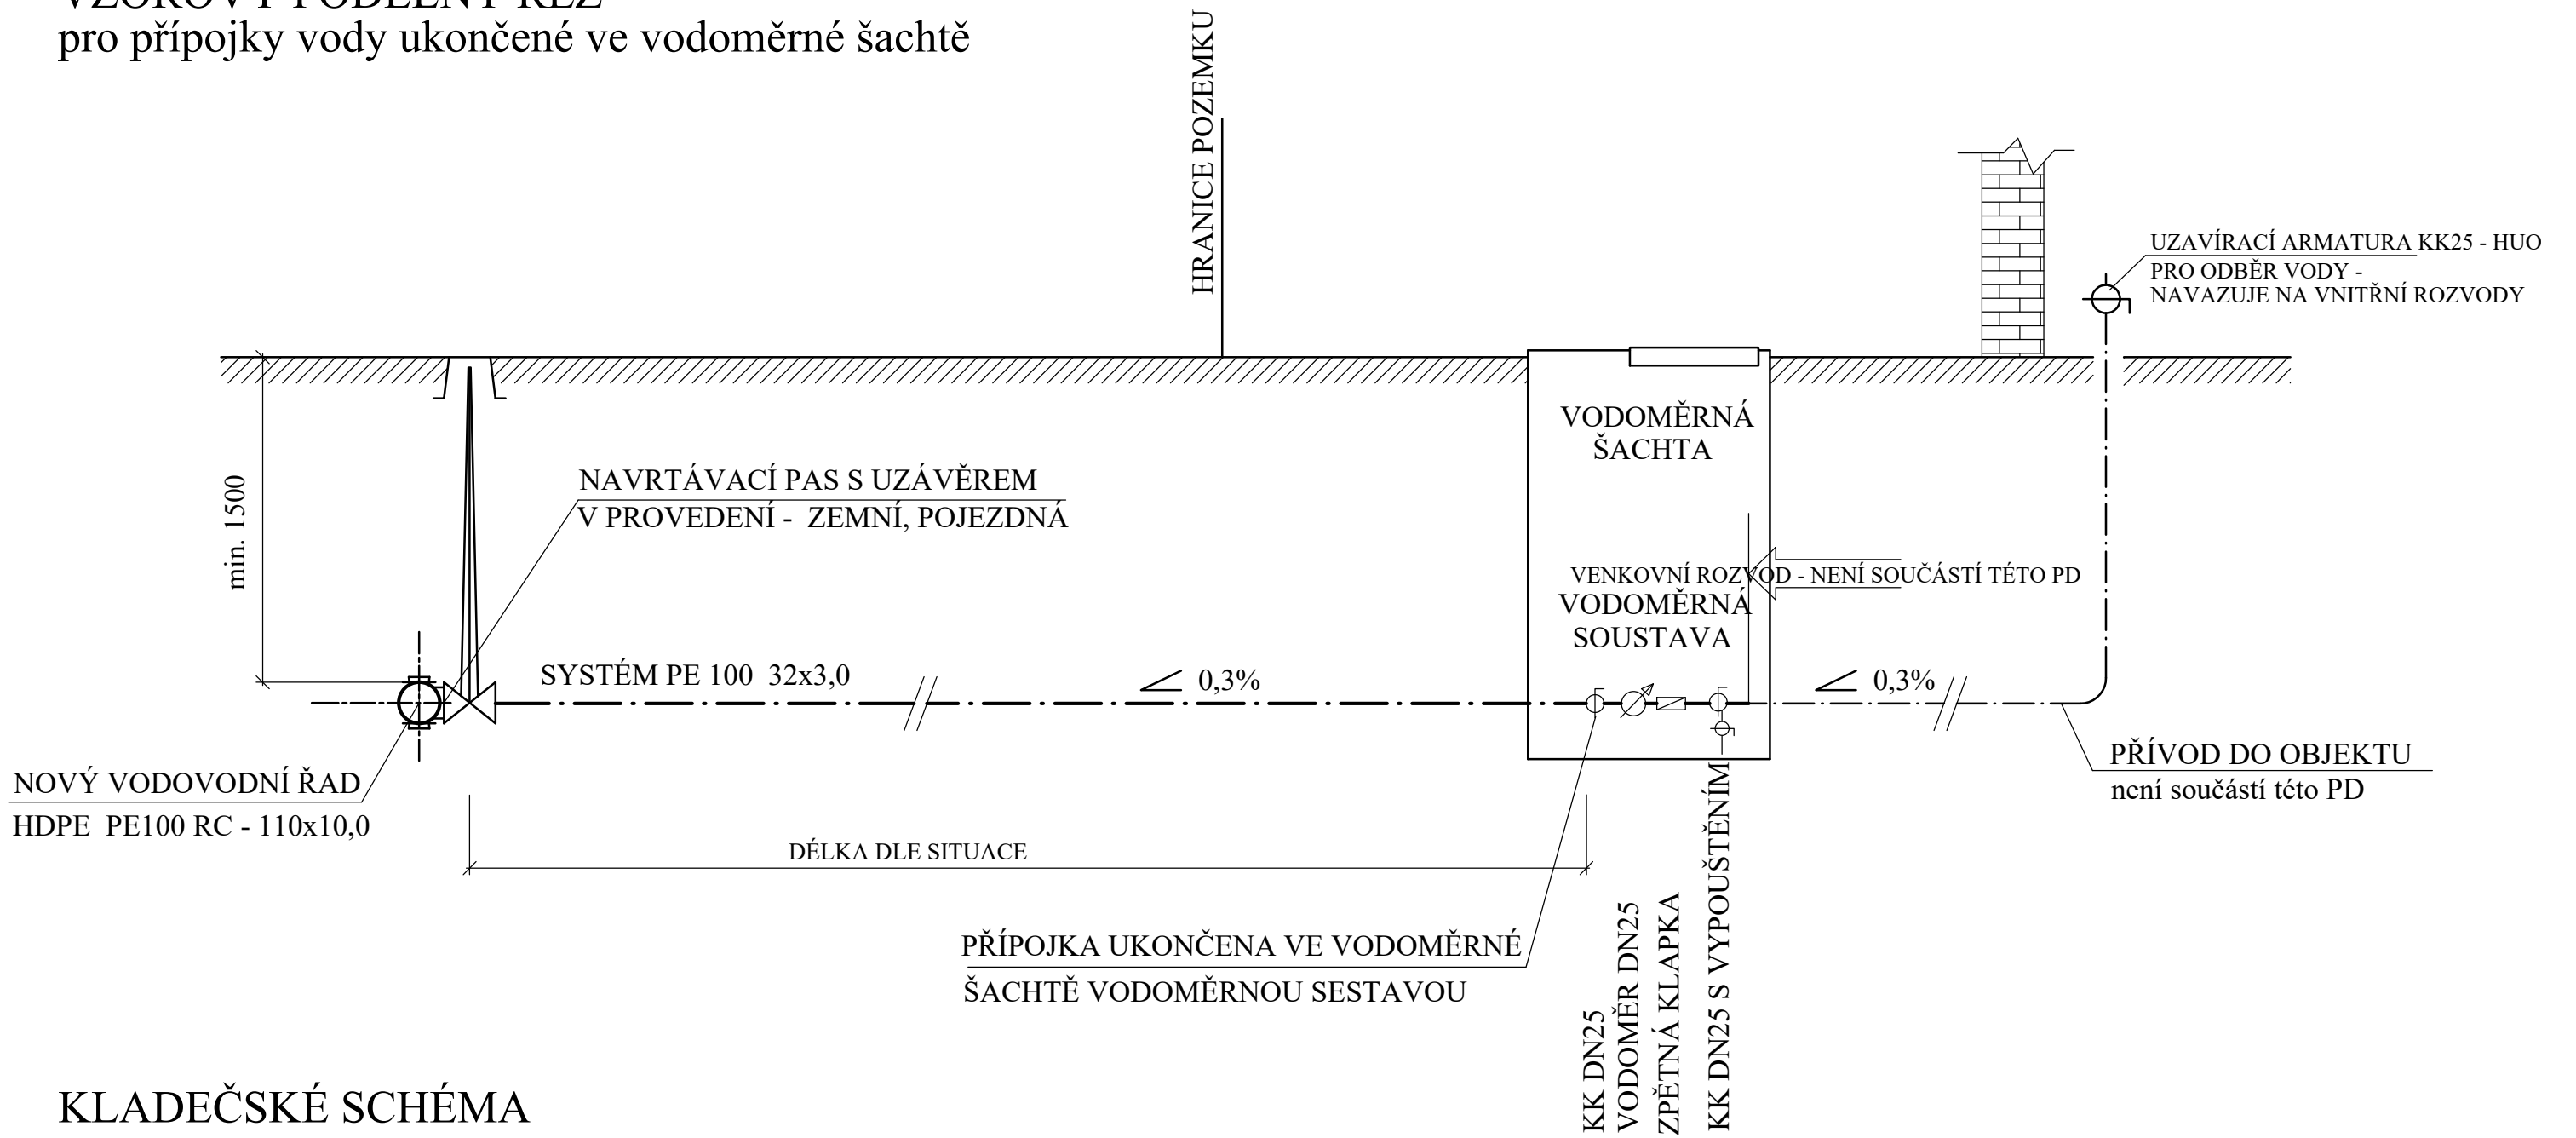 VZOROVÝ PODÉLNÝ ŘEZ
pro přípojky vody ukončené ve vodoměrné šachtě
HRANICE POZEMKU
UZAVÍRACÍ ARMATURA KK25 - HUO
PRO ODBĚR VODY -
NAVAZUJE NA VNITŘNÍ ROZVODY
VODOMĚRNÁ
ŠACHTA
NAVRTÁVACÍ PAS S UZÁVĚREM
V PROVEDENÍ - ZEMNÍ, POJEZDNÁ
min. 1500
VENKOVNÍ ROZVOD - NENÍ SOUČÁSTÍ TÉTO PD
VODOMĚRNÁ
SOUSTAVA
SYSTÉM PE 100 32x3,0
0,3%
0,3%
NOVÝ VODOVODNÍ ŘAD
HDPE PE100 RC - 110x10,0
PŘÍVOD DO OBJEKTU
není součástí této PD
DÉLKA DLE SITUACE
PŘÍPOJKA UKONČENA VE VODOMĚRNÉ
ŠACHTĚ VODOMĚRNOU SESTAVOU
KK DN25
VODOMĚR DN25
ZPĚTNÁ KLAPKA
KK DN25 S VYPOUŠTĚNÍM
KLADEČSKÉ SCHÉMA